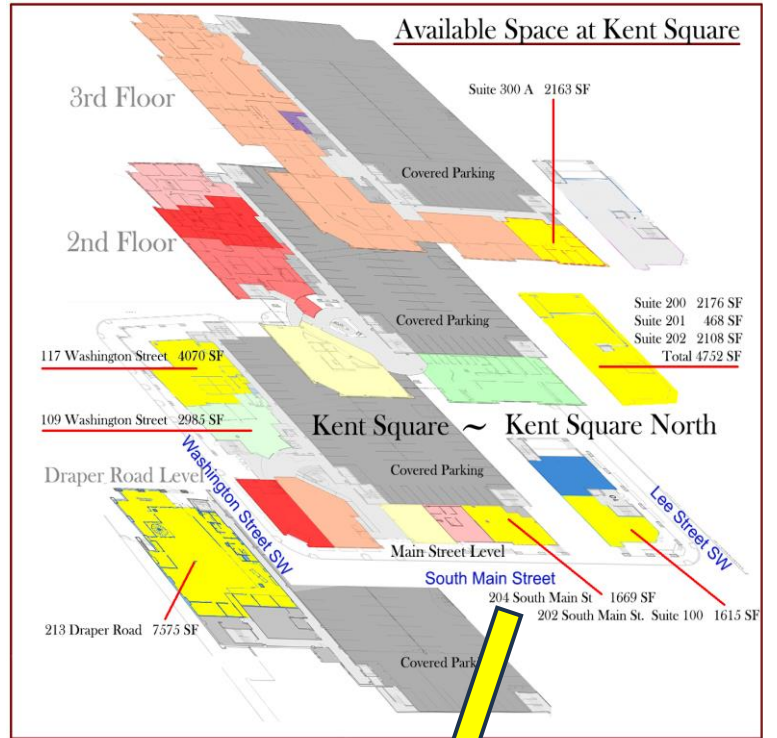 Available Space at Kent Square
3rd Floor
Suite 300 A 2163 SF
Covered Parking
2nd Floor
Suite 200 2176 SF
Suite 201 468 SF
Suite 202 2108 SF
Total 4752 SF
Covered Parking
117 Washington Street 4070 SF
109 Washington Street 2985 SF
Kent Square ~ Kent Square North
Washington Street SW
Covered Parking
Lee Street SW
Draper Road Level
Main Street Level
South Main Street
204 South Main St 1669 SF
202 South Main St. Suite 100 1615 SF
213 Draper Road 7575 SF
Covered Park